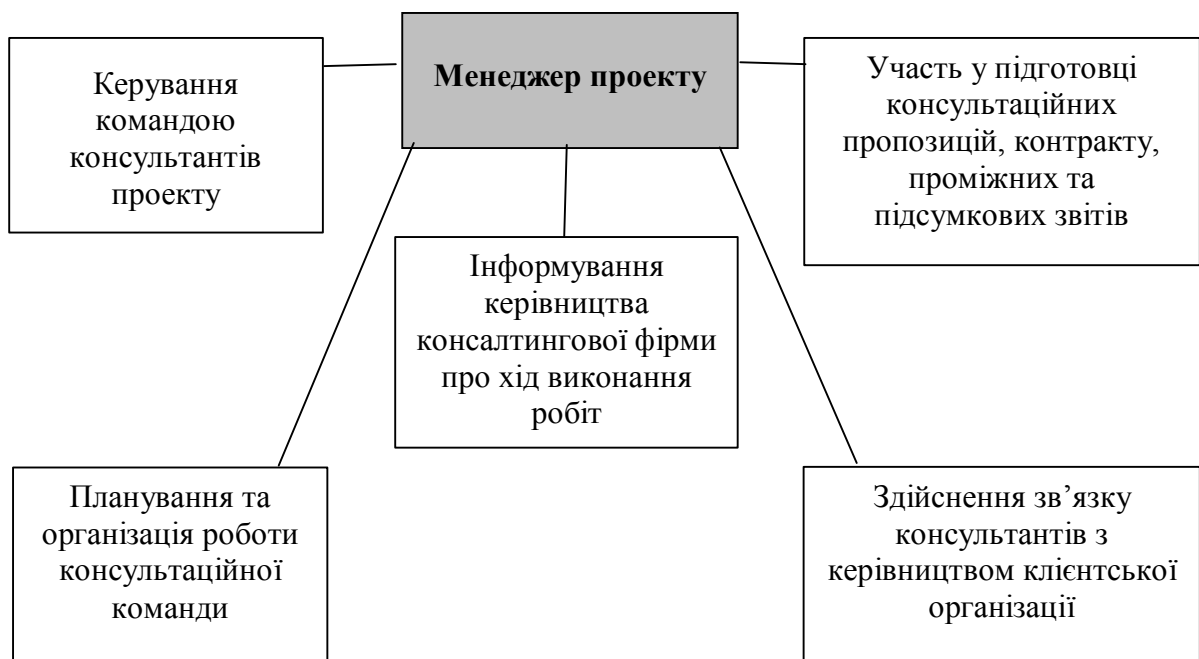 Менеджер проекту
Керування
командою
консультантів
проекту
Участь у підготовці
консультаційних
пропозицій, контракту,
проміжних та
підсумкових звітів
Інформування
керівництва
консалтингової фірми
про хід виконання
робіт
Планування та
організація роботи
консультаційної
команди
Здійснення зв’язку
консультантів з
керівництвом клієнтської
організації